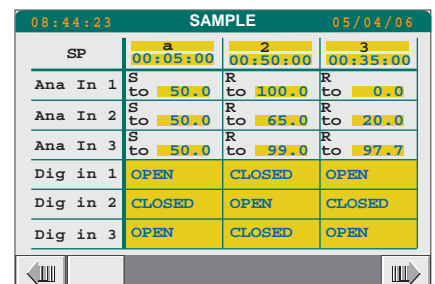 08:44:23 SAMPLE 05/04/06
SP a 2 3
00:05:00 00:50:00 00:35:00
Ana In 1 S R R
to 50.0 to 100.0 to 0.0
Ana In 2 S R R
to 50.0 to 65.0 to 20.0
Ana In 3 S R R
to 50.0 to 99.0 to 97.7
Dig in 1 OPEN CLOSED OPEN
Dig in 2 CLOSED OPEN CLOSED
Dig in 3 OPEN CLOSED OPEN